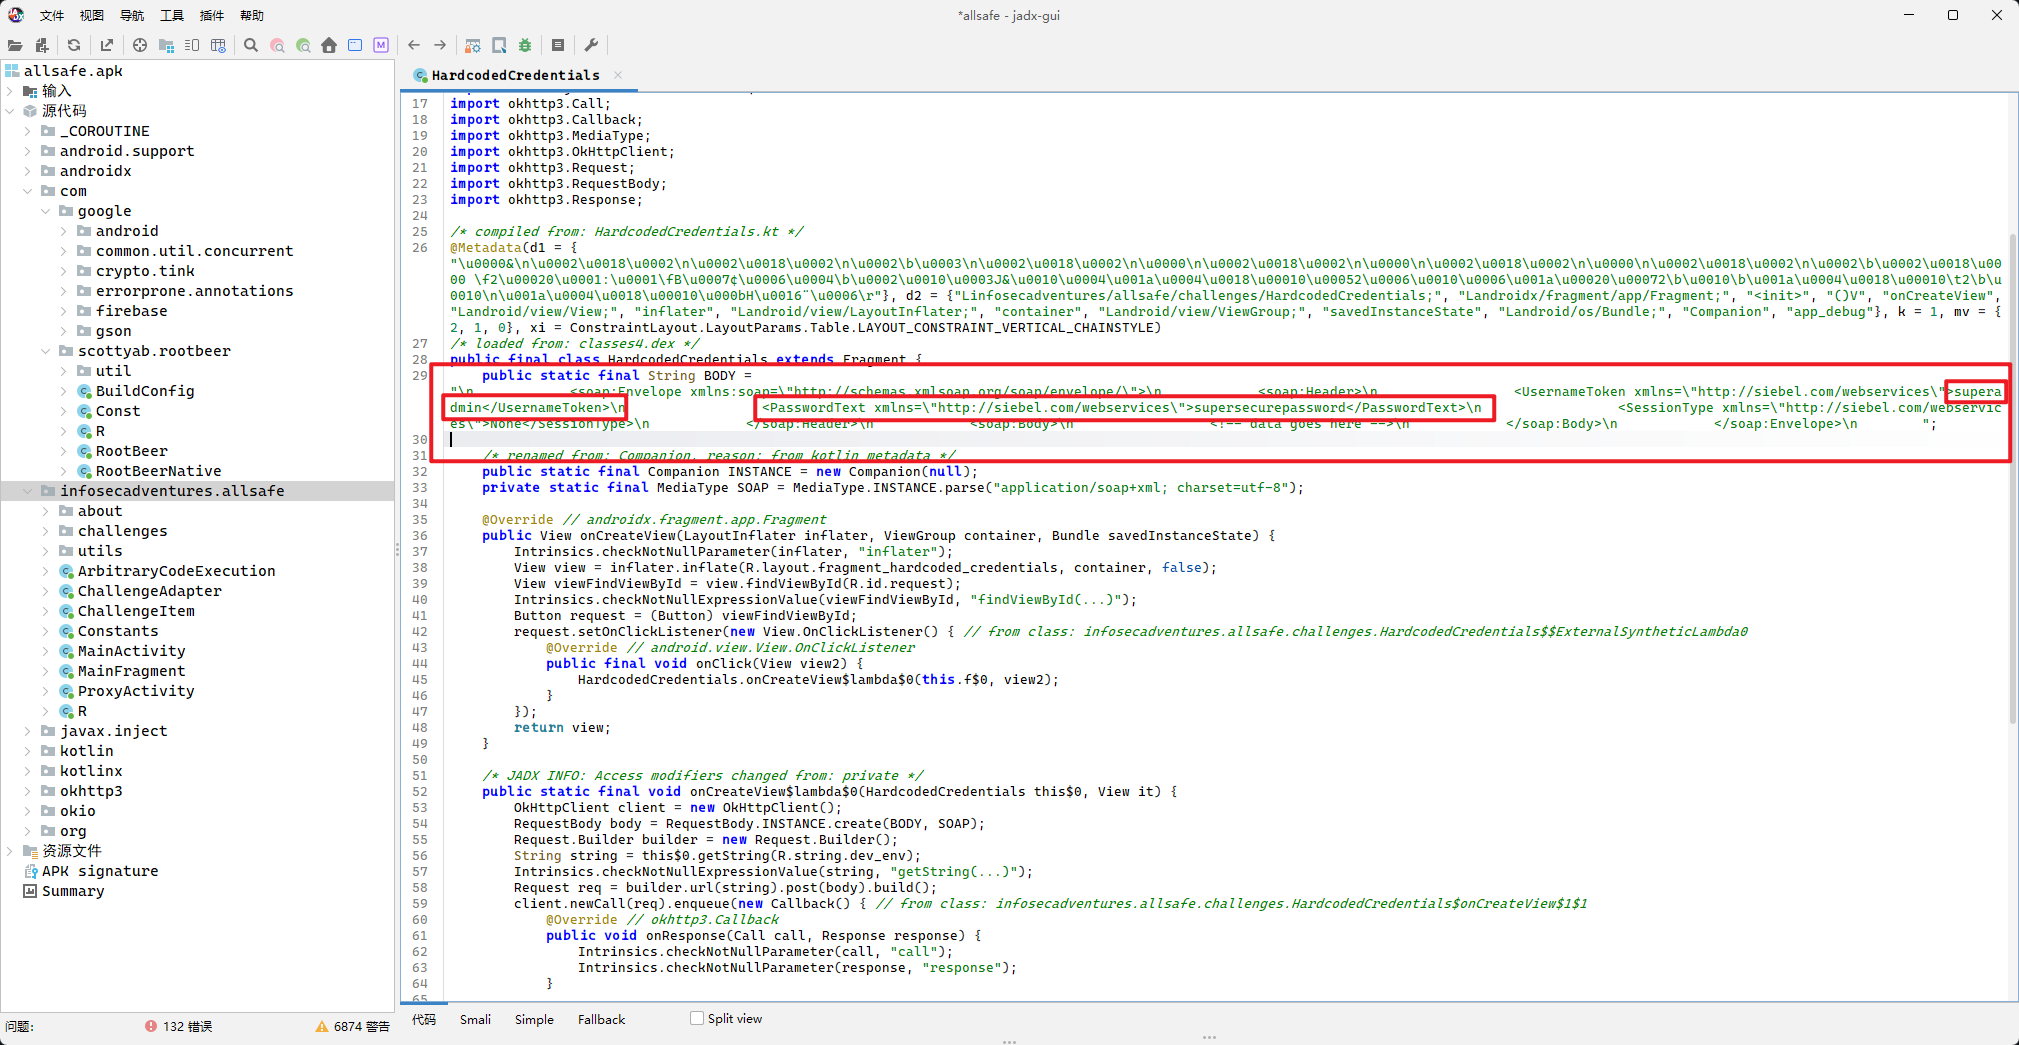 文件 视图 导航 工具 插件 帮助
*allsafe - jadx-gui
allsafe.apk
输入
源代码
_COROUTINE
android.support
androidx
com
google
android
common.util.concurrent
crypto.tink
errorprone.annotations
firebase
gson
scottyab.rootbeer
util
BuildConfig
Const
R
RootBeer
RootBeerNative
infosecadventures.allsafe
about
challenges
utils
ArbitraryCodeExecution
ChallengeAdapter
ChallengeItem
Constants
MainActivity
MainFragment
ProxyActivity
R
javax.inject
kotlin
kotlinx
okhttp3
okio
org
资源文件
APK signature
Summary
问题: 132 错误 6874 警告
HardcodedCredentials
17 import okhttp3.Call;
18 import okhttp3.Callback;
19 import okhttp3.MediaType;
20 import okhttp3.OkHttpClient;
21 import okhttp3.Request;
22 import okhttp3.RequestBody;
23 import okhttp3.Response;
24
25 /* compiled from: HardcodedCredentials.kt */
26 @Metadata(d1 = {
"\u0000&\n\u0002\u0018\u0002\n\u0002\u0018\u0002\n\u0002\b\u0003\n\u0002\u0018\u0002\n\u0000\n\u0002\u0018\u0002\n\u0000\n\u0002\u0018\u0002\n\u0000\n\u0002\u0018\u0002\n\u0002\b\u0002\u0018\u00
00 \f2\u00020\u0001:\u0001\fB\u0007¢\u0006\u0004\b\u0002\u0010\u0003J&\u0010\u0004\u001a\u0004\u0018\u00010\u00052\u0006\u0010\u0006\u001a\u00020\u00072\b\u0010\b\u001a\u0004\u0018\u00010\t2\b\u
0010\n\u001a\u0004\u0018\u00010\u000bH\u0016¨\u0006\r"}, d2 = {"Linfosecadventures/allsafe/challenges/HardcodedCredentials;", "Landroidx/fragment/app/Fragment;", "<init>", "()V", "onCreateView",
"Landroid/view/View;", "inflater", "Landroid/view/LayoutInflater;", "container", "Landroid/view/ViewGroup;", "savedInstanceState", "Landroid/os/Bundle;", "Companion", "app_debug"}, k = 1, mv = {
2, 1, 0}, xi = ConstraintLayout.LayoutParams.Table.LAYOUT_CONSTRAINT_VERTICAL_CHAINSTYLE)
27 /* loaded from: classes4.dex */
28 public final class HardcodedCredentials extends Fragment {
29 public static final String BODY =
"\n <soap:Envelope xmlns:soap=\"http://schemas.xmlsoap.org/soap/envelope/\">\n <soap:Header>\n <UsernameToken xmlns=\"http://siebel.com/webservices\">supera
dmin</UsernameToken>\n <PasswordText xmlns=\"http://siebel.com/webservices\">supersecurepassword</PasswordText>\n <SessionType xmlns=\"http://siebel.com/webservic
es\">None</SessionType>\n </soap:Header>\n <soap:Body>\n <!-- data goes here -->\n </soap:Body>\n </soap:Envelope>\n ";
30
31 /* renamed from: Companion, reason: from kotlin metadata */
32 public static final Companion INSTANCE = new Companion(null);
33 private static final MediaType SOAP = MediaType.INSTANCE.parse("application/soap+xml; charset=utf-8");
34
35 @Override // androidx.fragment.app.Fragment
36 public View onCreateView(LayoutInflater inflater, ViewGroup container, Bundle savedInstanceState) {
37 Intrinsics.checkNotNullParameter(inflater, "inflater");
38 View view = inflater.inflate(R.layout.fragment_hardcoded_credentials, container, false);
39 View viewFindViewById = view.findViewById(R.id.request);
40 Intrinsics.checkNotNullExpressionValue(viewFindViewById, "findViewById(...)");
41 Button request = (Button) viewFindViewById;
42 request.setOnClickListener(new View.OnClickListener() { // from class: infosecadventures.allsafe.challenges.HardcodedCredentials$$ExternalSyntheticLambda0
43 @Override // android.view.View.OnClickListener
44 public final void onClick(View view2) {
45 HardcodedCredentials.onCreateView$lambda$0(this.f$0, view2);
46 }
47 });
48 return view;
49 }
50
51 /* JADX INFO: Access modifiers changed from: private */
52 public static final void onCreateView$lambda$0(HardcodedCredentials this$0, View it) {
53 OkHttpClient client = new OkHttpClient();
54 RequestBody body = RequestBody.INSTANCE.create(BODY, SOAP);
55 Request.Builder builder = new Request.Builder();
56 String string = this$0.getString(R.string.dev_env);
57 Intrinsics.checkNotNullExpressionValue(string, "getString(...)");
58 Request req = builder.url(string).post(body).build();
59 client.newCall(req).enqueue(new Callback() { // from class: infosecadventures.allsafe.challenges.HardcodedCredentials$onCreateView$1$1
60 @Override // okhttp3.Callback
61 public void onResponse(Call call, Response response) {
62 Intrinsics.checkNotNullParameter(call, "call");
63 Intrinsics.checkNotNullParameter(response, "response");
64 }
65
代码 Smali Simple Fallback Split view